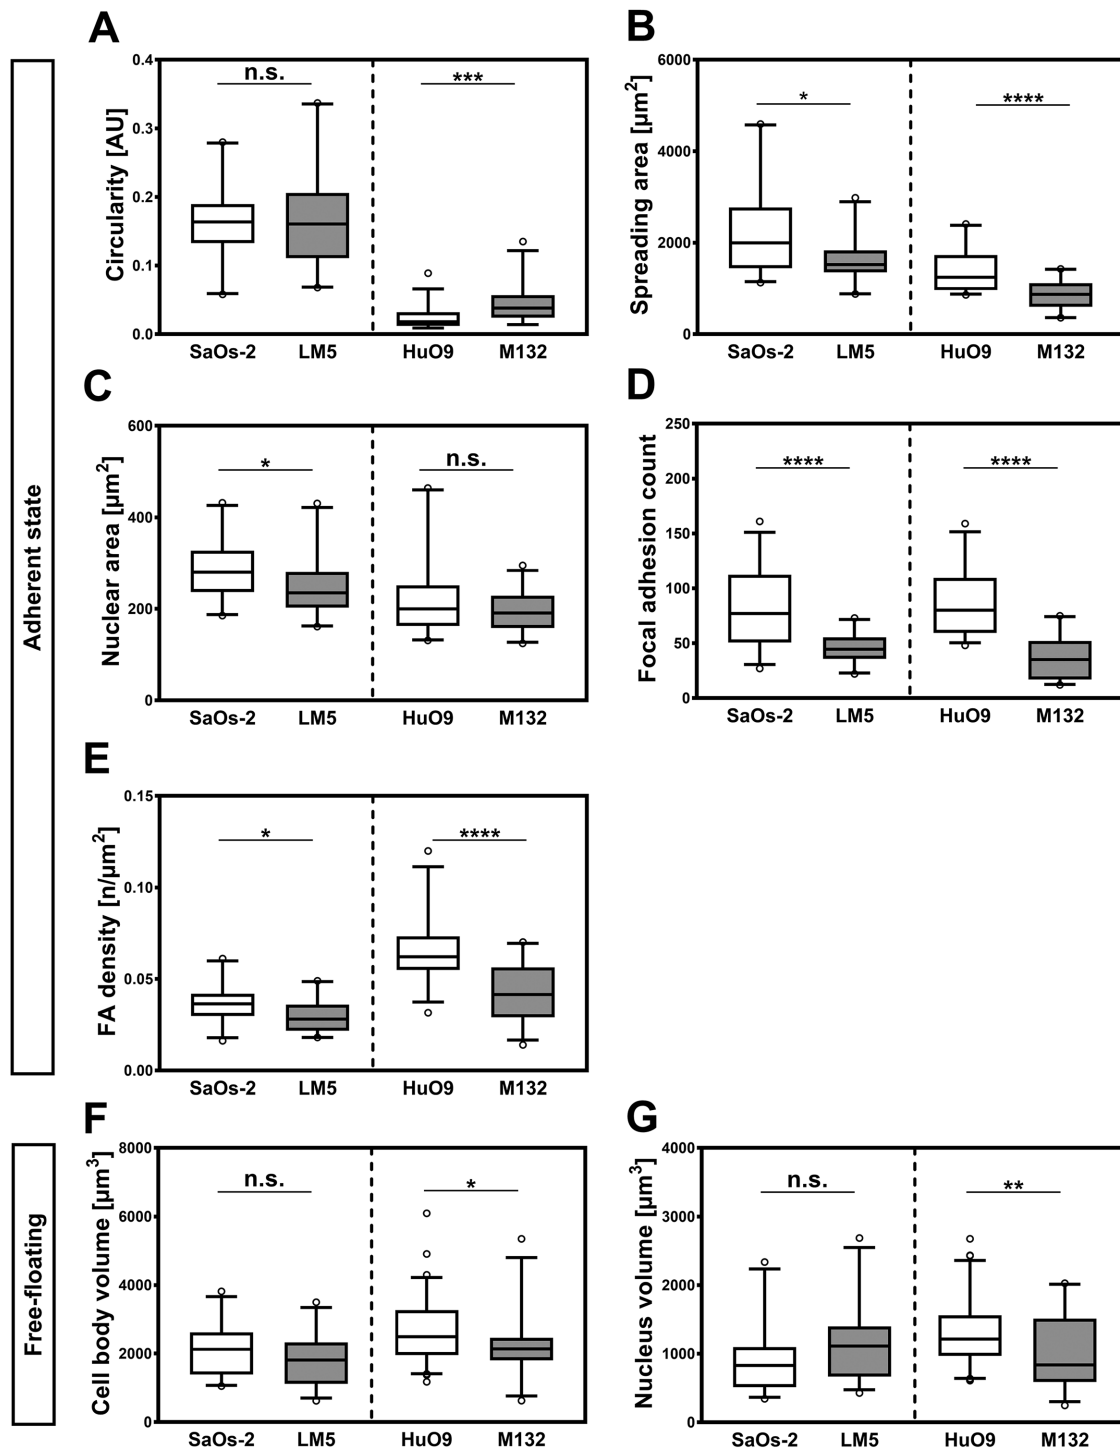 Adherent state
A
Circularity [AU]
0.4
0.3
0.2
0.1
0.0
n.s.
***
SaOs-2 LM5 HuO9 M132
B
Spreading area [µm²]
6000
4000
2000
0
*
****
SaOs-2 LM5 HuO9 M132
C
Nuclear area [µm²]
600
400
200
0
*
n.s.
SaOs-2 LM5 HuO9 M132
D
Focal adhesion count
250
200
150
100
50
0
****
****
SaOs-2 LM5 HuO9 M132
E
FA density [n/µm²]
0.15
0.10
0.05
0.00
*
****
SaOs-2 LM5 HuO9 M132
Free-floating
F
Cell body volume [µm³]
8000
6000
4000
2000
0
n.s.
*
SaOs-2 LM5 HuO9 M132
G
Nucleus volume [µm³]
4000
3000
2000
1000
0
n.s.
**
SaOs-2 LM5 HuO9 M132